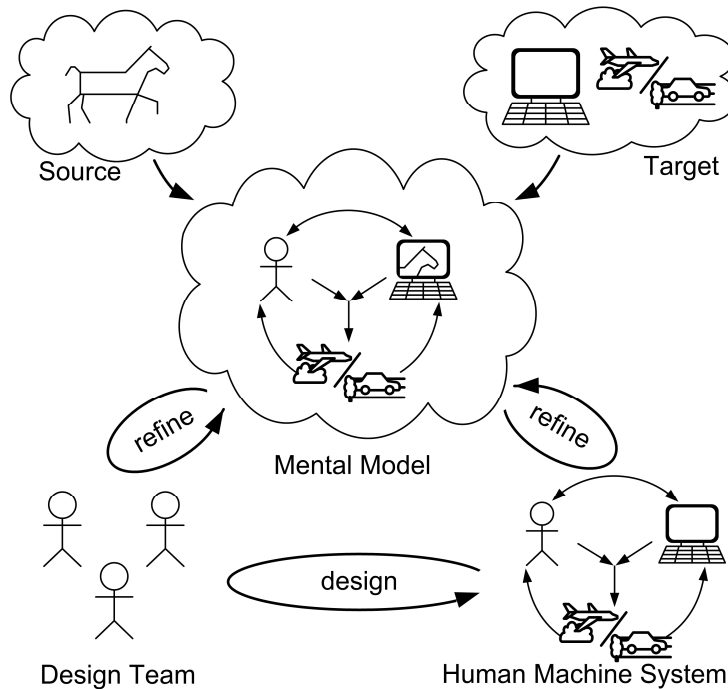 Source
Target
refine
refine
Mental Model
design
Design Team
Human Machine System